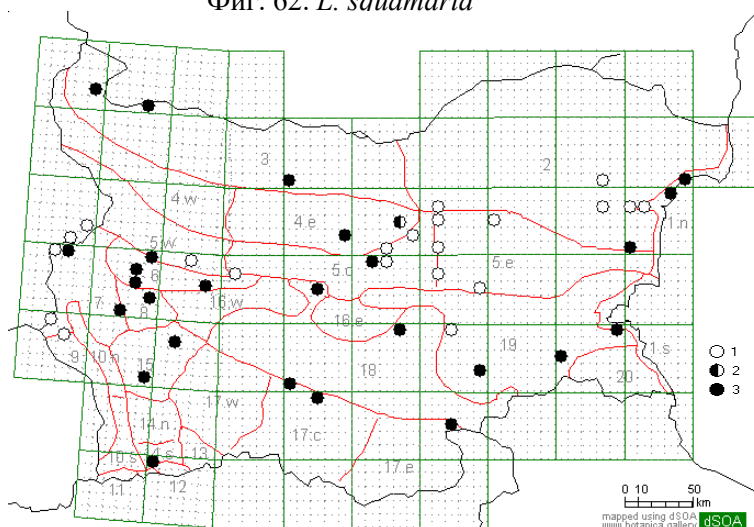 Фиг. 62. L. squamaria
3
2
4.w
4.e
1.n
5.w
5.c
5.e
6
16.w
7
8
16.e
19
1.s
9
10.n
15
18
20
17.w
14.n
17.c
10.s
13
17.e
11
12
1
2
3
0 10 50
km
mapped using dSOA
www.botanica.gallery
dSOA